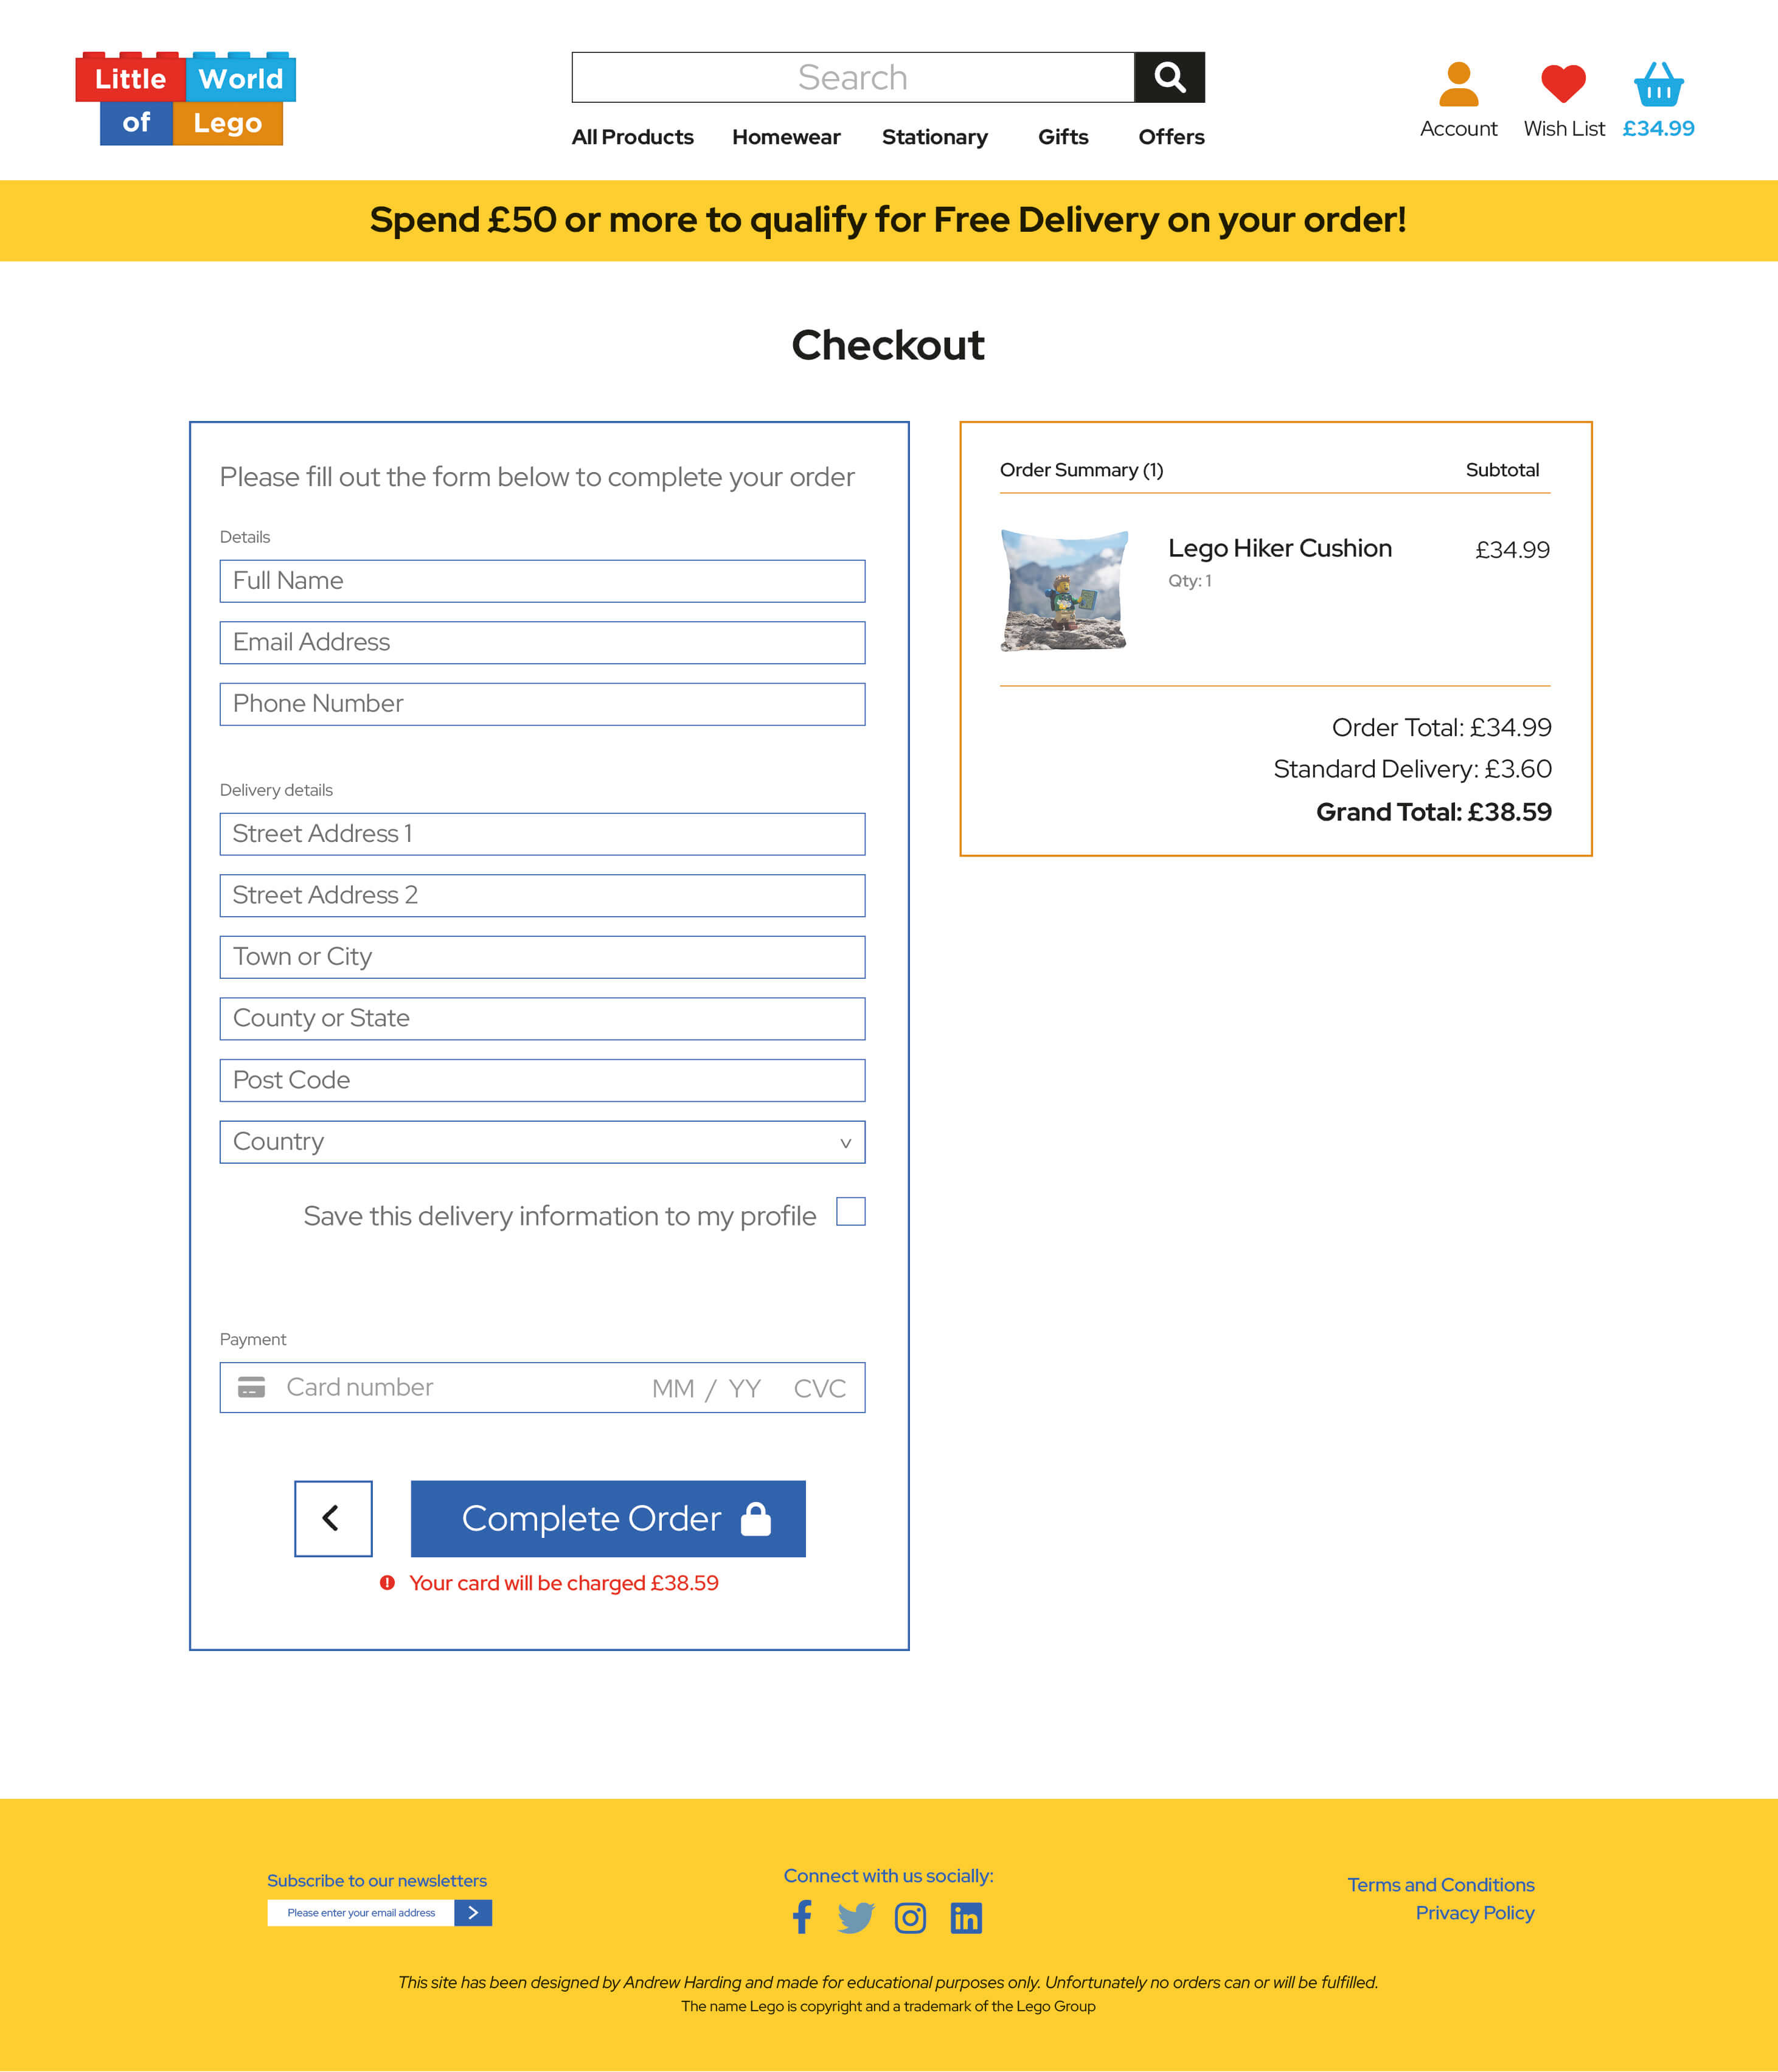 Little World
of Lego
Search
Account Wish List £34.99
All Products Homewear Stationary Gifts Offers
Spend £50 or more to qualify for Free Delivery on your order!
Checkout
Please fill out the form below to complete your order
Details
Full Name
Email Address
Phone Number
Delivery details
Street Address 1
Street Address 2
Town or City
County or State
Post Code
Country
Save this delivery information to my profile
Payment
Card number MM / YY CVC
Complete Order
Your card will be charged £38.59
Order Summary (1) Subtotal
Lego Hiker Cushion £34.99
Qty: 1
Order Total: £34.99
Standard Delivery: £3.60
Grand Total: £38.59
Subscribe to our newsletters
Please enter your email address
Connect with us socially:
Terms and Conditions
Privacy Policy
This site has been designed by Andrew Harding and made for educational purposes only. Unfortunately no orders can or will be fulfilled.
The name Lego is copyright and a trademark of the Lego Group